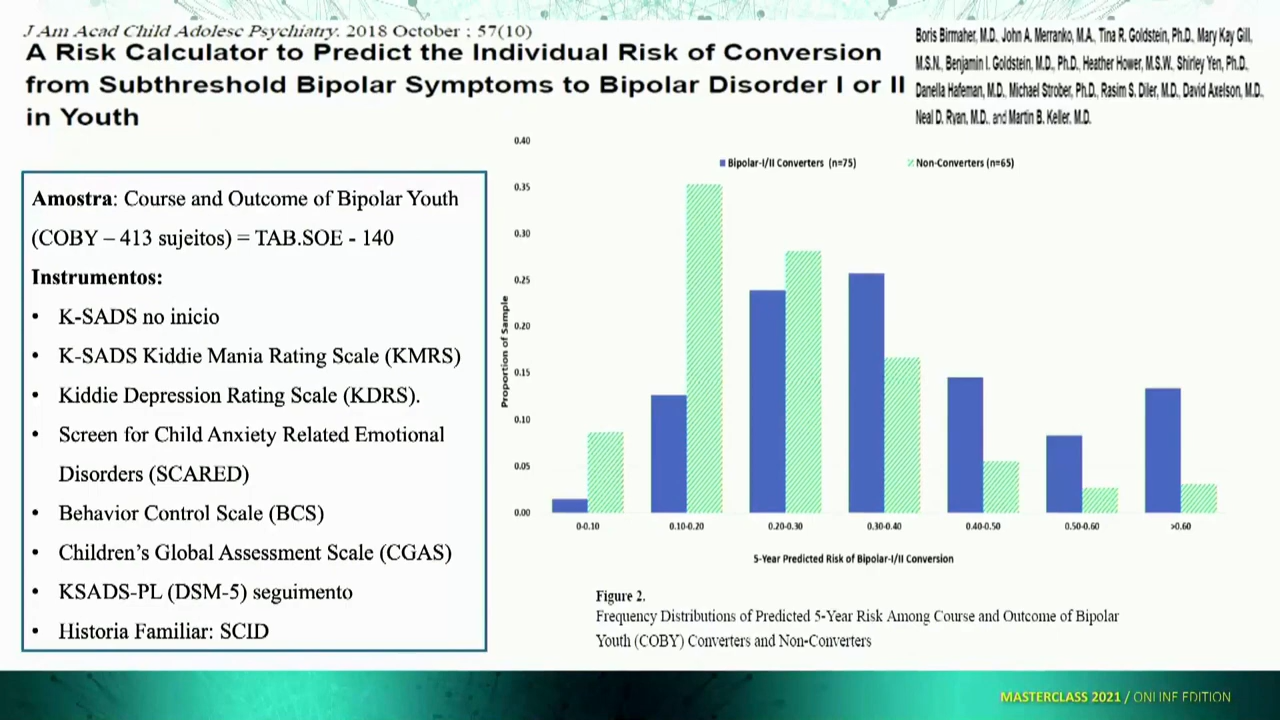 J Am Acad Child Adolesc Psychiatry. 2018 October ; 57(10)
A Risk Calculator to Predict the Individual Risk of Conversion
from Subthreshold Bipolar Symptoms to Bipolar Disorder I or II
in Youth
Boris Birmaher, M.D., John A. Merranko, M.A., Tina R. Goldstein, Ph.D., Mary Kay Gill,
M.S.N., Benjamin I. Goldstein, M.D., Ph.D., Heather Hower, M.S.W., Shirley Yen, Ph.D.,
Danella Hafeman, M.D., Michael Strober, Ph.D., Rasim S. Diler, M.D., David Axelson, M.D.,
Neal D. Ryan, M.D., and Martin B. Keller, M.D.
Amostra: Course and Outcome of Bipolar Youth
(COBY – 413 sujeitos) = TAB.SOE - 140
Instrumentos:
• K-SADS no inicio
• K-SADS Kiddie Mania Rating Scale (KMRS)
• Kiddie Depression Rating Scale (KDRS).
• Screen for Child Anxiety Related Emotional
Disorders (SCARED)
• Behavior Control Scale (BCS)
• Children’s Global Assessment Scale (CGAS)
• KSADS-PL (DSM-5) seguimento
• Historia Familiar: SCID
Bipolar-I/II Converters (n=75)
Non-Converters (n=65)
Proportion of Sample
0.40
0.35
0.30
0.25
0.20
0.15
0.10
0.05
0.00
0-0.10
0.10-0.20
0.20-0.30
0.30-0.40
0.40-0.50
0.50-0.60
>0.60
5-Year Predicted Risk of Bipolar-I/II Conversion
Figure 2.
Frequency Distributions of Predicted 5-Year Risk Among Course and Outcome of Bipolar
Youth (COBY) Converters and Non-Converters
MASTERCLASS 2021 / ONLINE EDITION